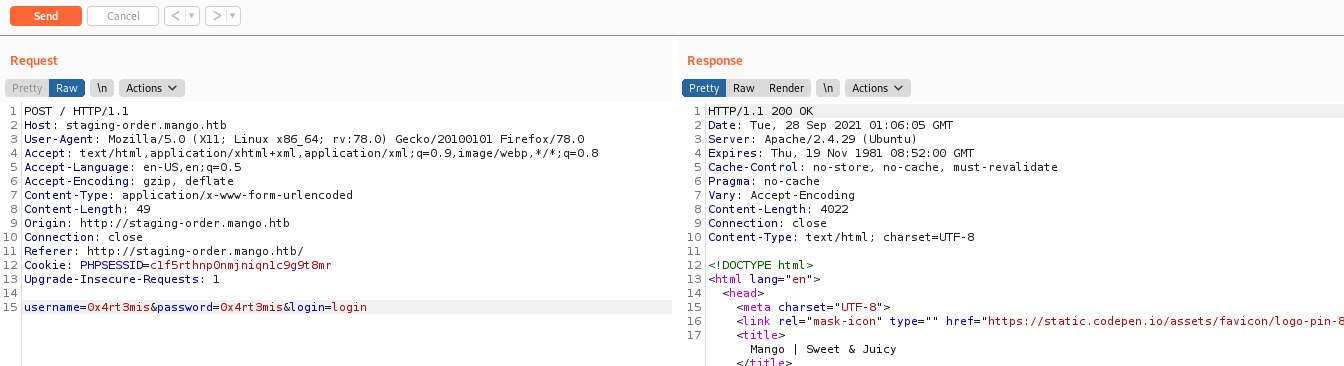 Send Cancel < > 
Request
Pretty Raw \n Actions
1 POST / HTTP/1.1
2 Host: staging-order.mango.htb
3 User-Agent: Mozilla/5.0 (X11; Linux x86_64; rv:78.0) Gecko/20100101 Firefox/78.0
4 Accept: text/html,application/xhtml+xml,application/xml;q=0.9,image/webp,*/*;q=0.8
5 Accept-Language: en-US,en;q=0.5
6 Accept-Encoding: gzip, deflate
7 Content-Type: application/x-www-form-urlencoded
8 Content-Length: 49
9 Origin: http://staging-order.mango.htb
10 Connection: close
11 Referer: http://staging-order.mango.htb/
12 Cookie: PHPSESSID=c1f5rthnp0nmjniqn1c9g9t8mr
13 Upgrade-Insecure-Requests: 1
14
15 username=0x4rt3mis&password=0x4rt3mis&login=login
Response
Pretty Raw Render \n Actions
1 HTTP/1.1 200 OK
2 Date: Tue, 28 Sep 2021 01:06:05 GMT
3 Server: Apache/2.4.29 (Ubuntu)
4 Expires: Thu, 19 Nov 1981 08:52:00 GMT
5 Cache-Control: no-store, no-cache, must-revalidate
6 Pragma: no-cache
7 Vary: Accept-Encoding
8 Content-Length: 4022
9 Connection: close
10 Content-Type: text/html; charset=UTF-8
11
12 <!DOCTYPE html>
13 <html lang="en">
14 <head>
15 <meta charset="UTF-8">
16 <link rel="mask-icon" type="" href="https://static.codepen.io/assets/favicon/logo-pin-8
17 <title>
Mango | Sweet & Juicy
</title>